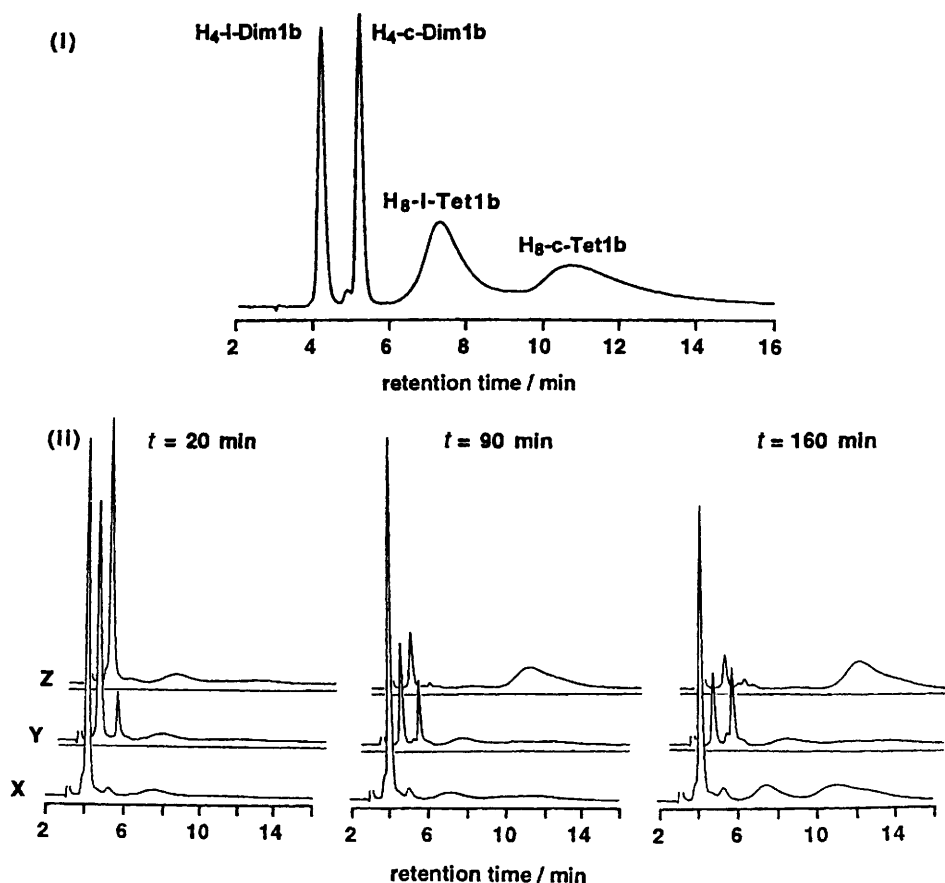 (I)
H₄-l-Dim1b
H₄-c-Dim1b
H₈-l-Tet1b
H₈-c-Tet1b
2 4 6 8 10 12 14 16
retention time / min
(II)
t = 20 min
t = 90 min
t = 160 min
Z
Y
X
2 6 10 14
2 6 10 14
2 6 10 14
retention time / min